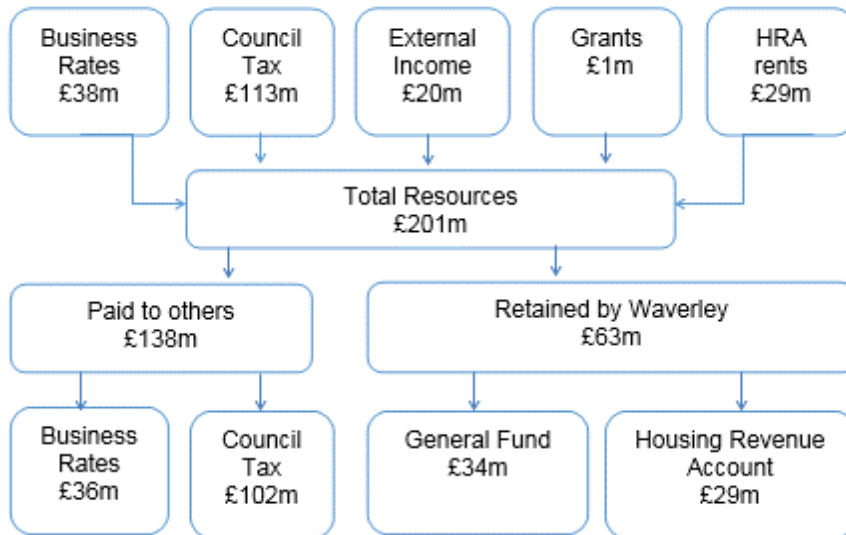 Business
Rates
£38m
Council
Tax
£113m
External
Income
£20m
Grants
£1m
HRA
rents
£29m
Total Resources
£201m
Paid to others
£138m
Retained by Waverley
£63m
Business
Rates
£36m
Council
Tax
£102m
General Fund
£34m
Housing Revenue
Account
£29m